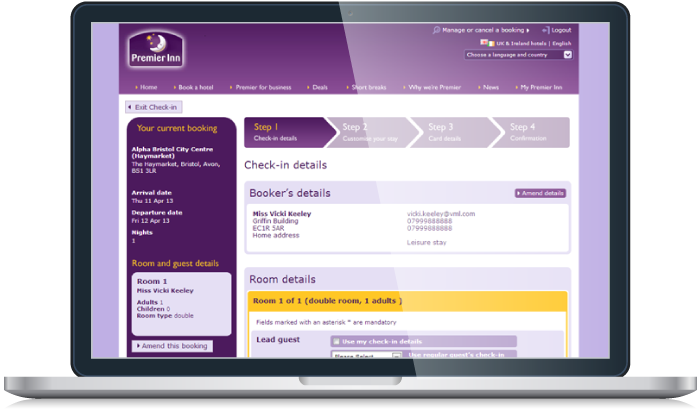 Manage or cancel a booking
Logout
UK & Ireland hotels | English
Choose a language and country
Premier Inn
Home
Book a hotel
Premier for business
Deals
Short breaks
Why we're Premier
News
My Premier Inn
Exit Check-in
Your current booking
Alpha Bristol City Centre
(Haymarket)
The Haymarket, Bristol, Avon,
BS1 3LR
Arrival date
Thu 11 Apr 13
Departure date
Fri 12 Apr 13
Nights
1
Room and guest details
Room 1
Miss Vicki Keeley
Adults 1
Children 0
Room type double
Amend this booking
Step 1
Check-in details
Step 2
Customise your stay
Step 3
Card details
Step 4
Confirmation
Check-in details
Booker's details
Amend details
Miss Vicki Keeley
Griffin Building
EC1R 5AR
Home address
vicki.keeley@vml.com
07999888888
07999888888
Leisure stay
Room details
Room 1 of 1 (double room, 1 adults )
Fields marked with an asterisk * are mandatory
Lead guest
Use my check-in details
Please Select
Use regular guest's check-in